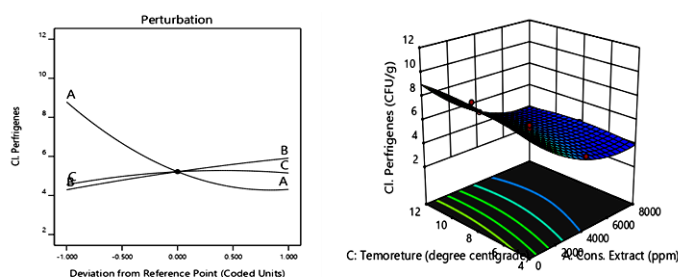 Perturbation
12
10
8
6
4
2
Cl. Perfrigenes
A
B
C
A
C
B
-1.000
-0.500
0.000
0.500
1.000
Deviation from Reference Point (Coded Units)
12
10
8
6
4
2
Cl. Perfrigenes (CFU/g)
12
10
8
6
4
0
2000
4000
6000
8000
C: Temoreture (degree centigrade)
A: Cons. Extract (ppm)